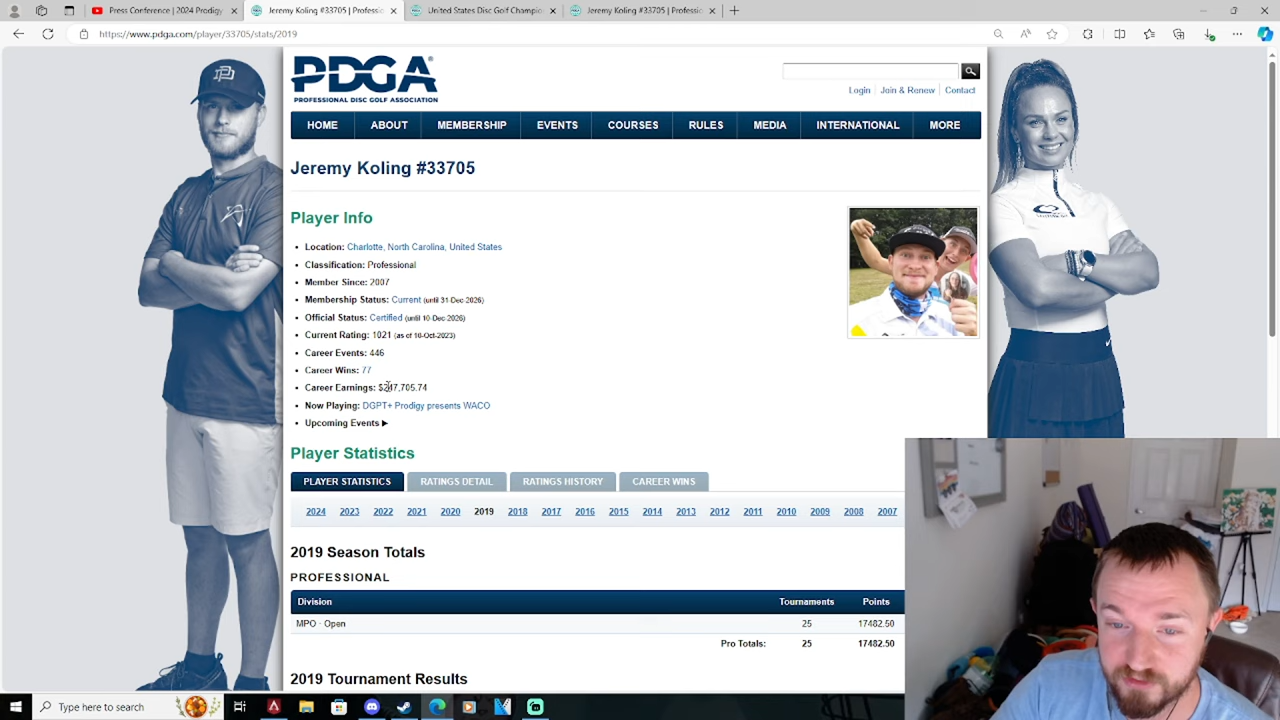 Press Conference | 2024 Prodigy
Jeremy Koling #33705 | Professi
United States Disc Golf Champio
Jeremy Koling #33705 | Professi
https://www.pdga.com/player/33705/stats/2019
PDGA
PROFESSIONAL DISC GOLF ASSOCIATION
Login Join & Renew Contact
HOME ABOUT MEMBERSHIP EVENTS COURSES RULES MEDIA INTERNATIONAL MORE
Jeremy Koling #33705
Player Info
Location: Charlotte, North Carolina, United States
Classification: Professional
Member Since: 2007
Membership Status: Current (until 31-Dec-2026)
Official Status: Certified (until 10-Dec-2026)
Current Rating: 1021 (as of 10-Oct-2023)
Career Events: 446
Career Wins: 77
Career Earnings: $247,705.74
Now Playing: DGPT+ Prodigy presents WACO
Upcoming Events ▶
Player Statistics
PLAYER STATISTICS RATINGS DETAIL RATINGS HISTORY CAREER WINS
2024 2023 2022 2021 2020 2019 2018 2017 2016 2015 2014 2013 2012 2011 2010 2009 2008 2007
2019 Season Totals
PROFESSIONAL
Division Tournaments Points
MPO · Open 25 17482.50
Pro Totals: 25 17482.50
2019 Tournament Results
Type here to search